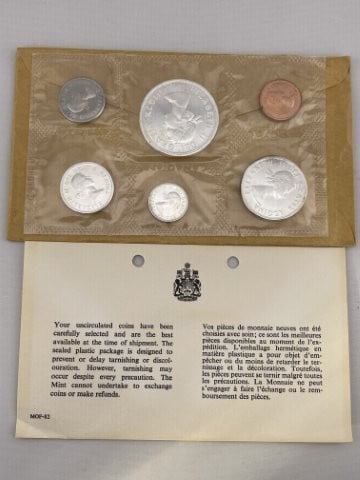 Your uncirculated coins have been
carefully selected and are the best
available at the time of shipment. The
sealed plastic package is designed to
prevent or delay tarnishing or discol-
ouration. However, tarnishing may
occur despite every precaution. The
Mint cannot undertake to exchange
coins or make refunds.
Vos pièces de monnaie neuves ont été
choisies avec soin; ce sont les meilleures
pièces disponibles au moment de l'ex-
pédition. L'emballage hermétique en
matière plastique a pour objet d'em-
pêcher ou du moins de retarder le ter-
nissage et la décoloration. Toutefois,
les pièces peuvent se ternir malgré toutes
les précautions. La Monnaie ne peut
s'engager à faire l'échange ou le rem-
boursement des pièces.
MOF-83